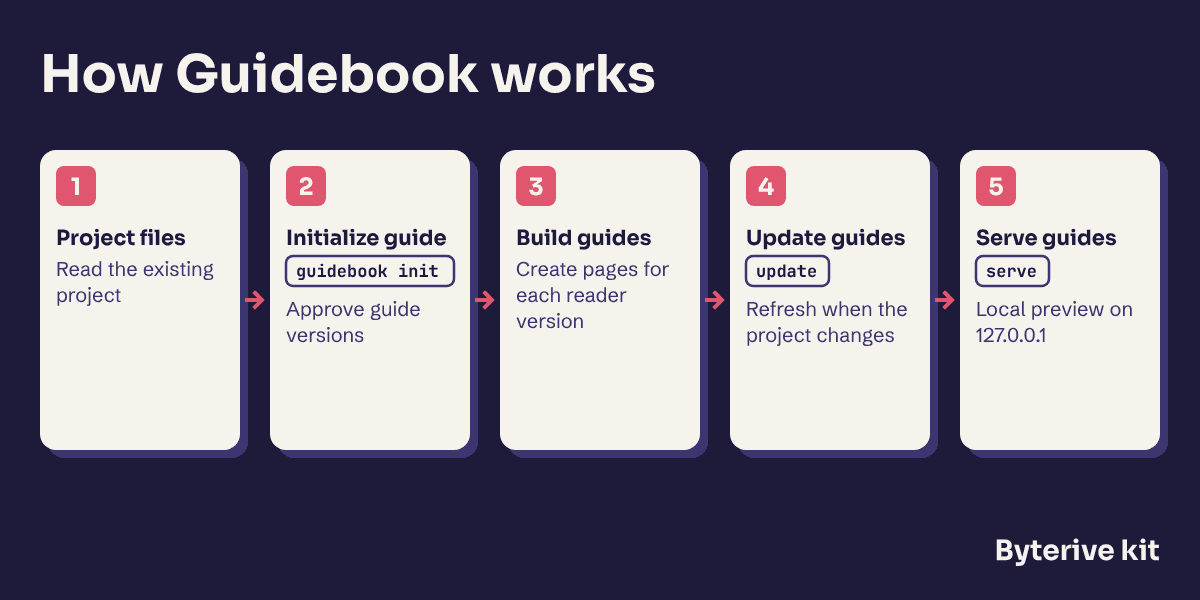 How Guidebook works
1
Project files
Read the existing
project
2
Initialize guide
guidebook init
Approve guide
versions
3
Build guides
Create pages for
each reader
version
4
Update guides
update
Refresh when the
project changes
5
Serve guides
serve
Local preview on
127.0.0.1
Byterive kit